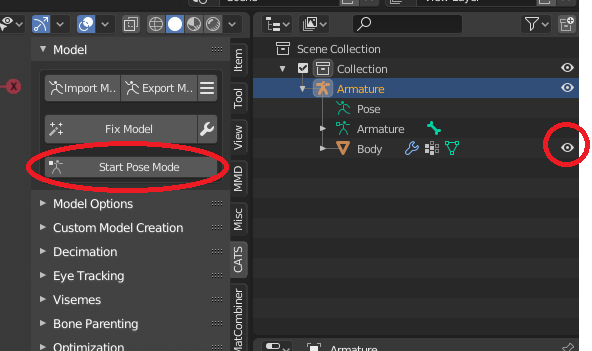 Model
Import M..
Export M..
Fix Model
Start Pose Mode
Model Options
Custom Model Creation
Decimation
Eye Tracking
Visemes
Bone Parenting
Optimization
Item
Tool
View
MMD
Misc
CATS
MatCombiner
Scene Collection
Collection
Armature
Pose
Armature
Body
Armature
X